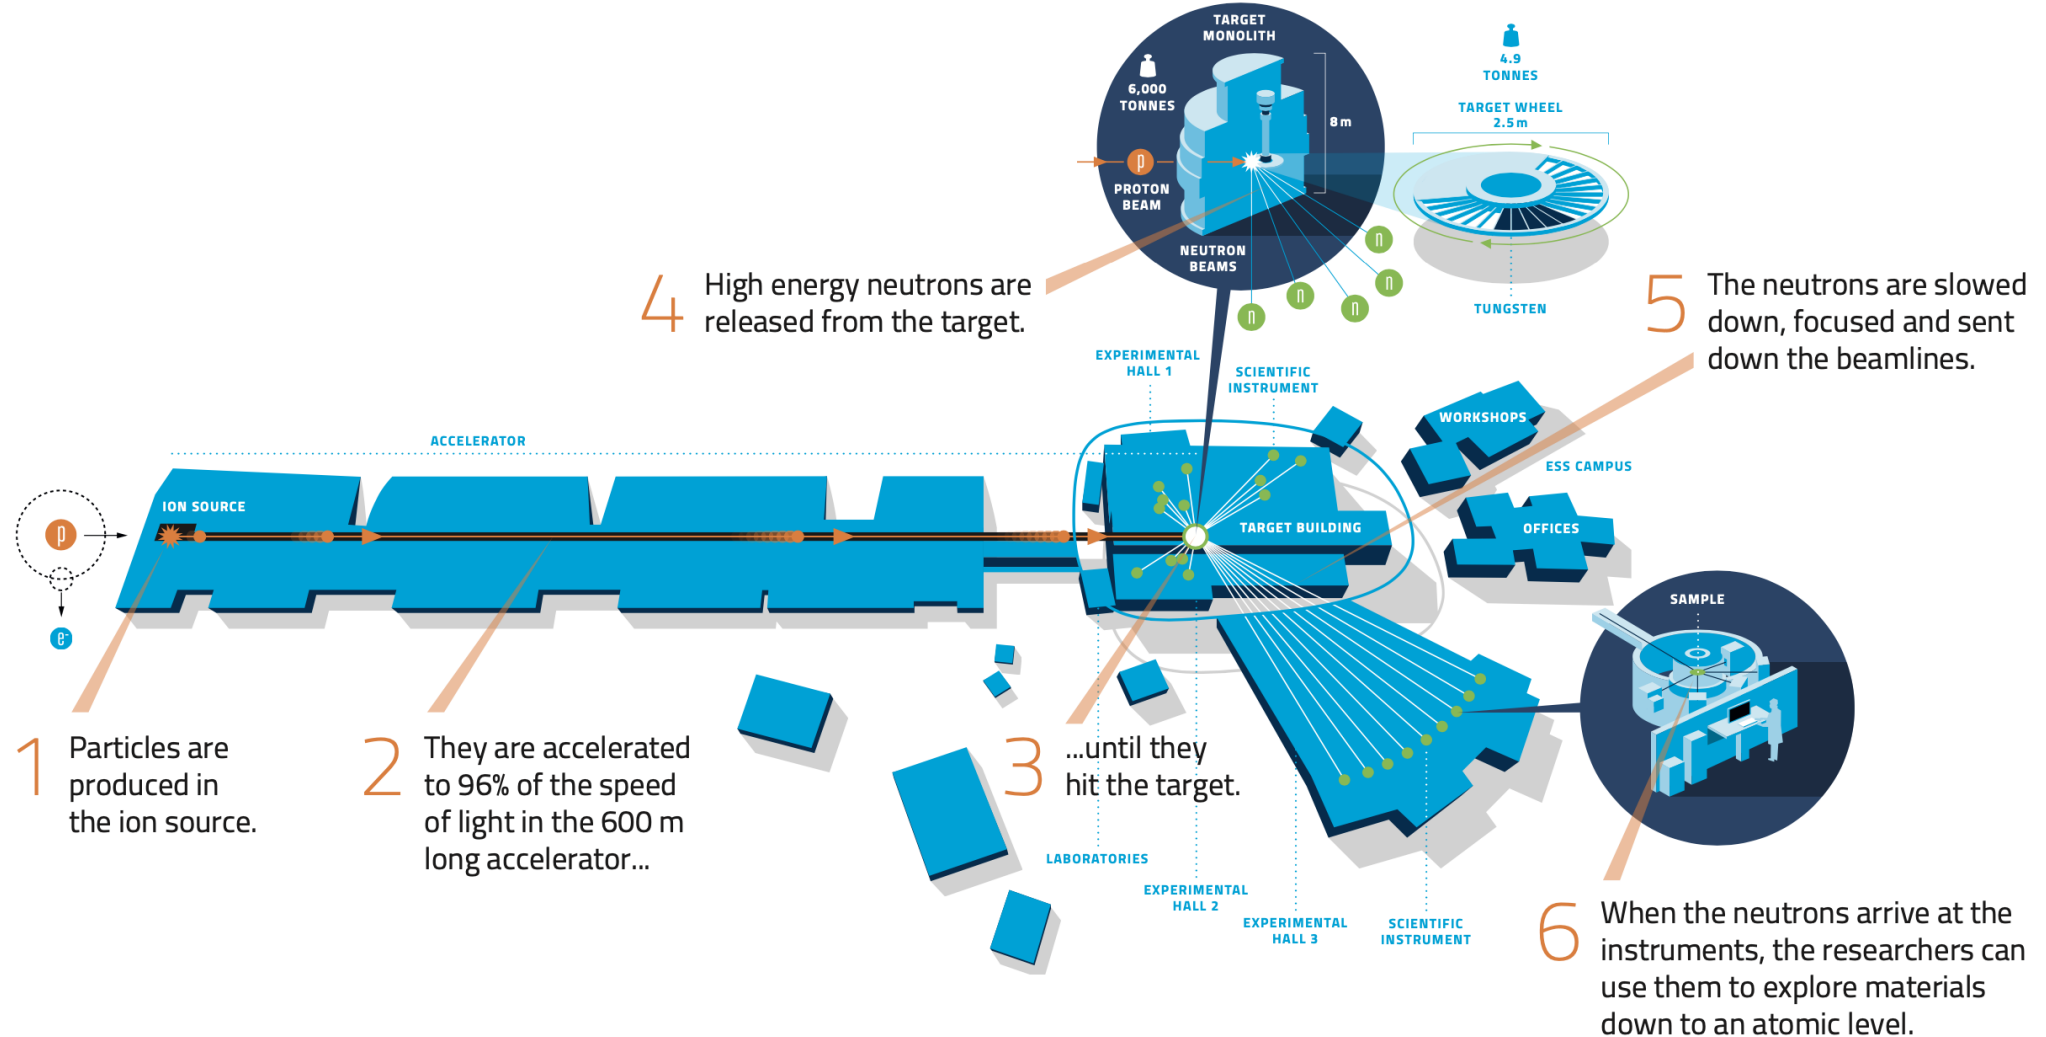 TARGET
MONOLITH
6,000
TONNES
8 m
p
PROTON
BEAM
NEUTRON
BEAMS
n
n
n
n
n
4.9
TONNES
TARGET WHEEL
2.5 m
TUNGSTEN
4
High energy neutrons are
released from the target.
5
The neutrons are slowed
down, focused and sent
down the beamlines.
EXPERIMENTAL
HALL 1
SCIENTIFIC
INSTRUMENT
ACCELERATOR
WORKSHOPS
ESS CAMPUS
ION SOURCE
p
e-
TARGET BUILDING
OFFICES
SAMPLE
1
Particles are
produced in
the ion source.
2
They are accelerated
to 96% of the speed
of light in the 600 m
long accelerator...
3
...until they
hit the target.
LABORATORIES
EXPERIMENTAL
HALL 2
EXPERIMENTAL
HALL 3
SCIENTIFIC
INSTRUMENT
6
When the neutrons arrive at the
instruments, the researchers can
use them to explore materials
down to an atomic level.